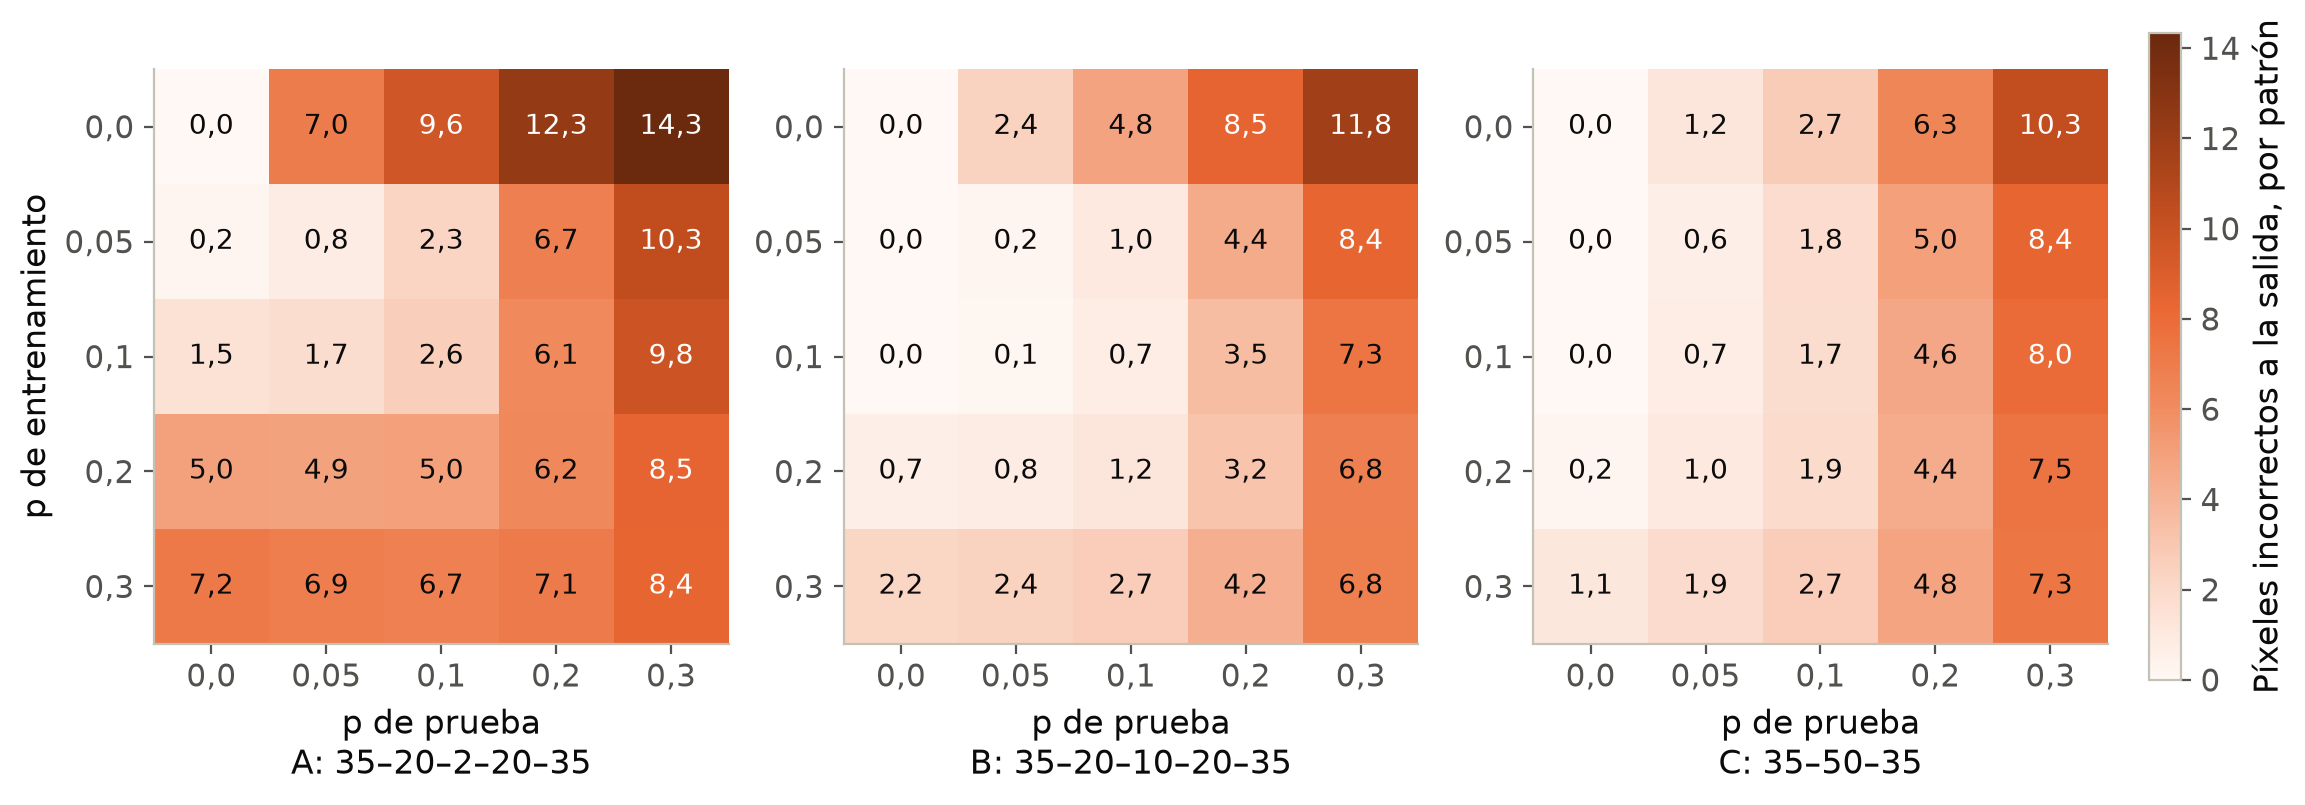 p de entrenamiento
0,0 0,0 7,0 9,6 12,3 14,3
0,05 0,2 0,8 2,3 6,7 10,3
0,1 1,5 1,7 2,6 6,1 9,8
0,2 5,0 4,9 5,0 6,2 8,5
0,3 7,2 6,9 6,7 7,1 8,4
0,0 0,05 0,1 0,2 0,3
p de prueba
A: 35–20–2–20–35
0,0 0,0 2,4 4,8 8,5 11,8
0,05 0,0 0,2 1,0 4,4 8,4
0,1 0,0 0,1 0,7 3,5 7,3
0,2 0,7 0,8 1,2 3,2 6,8
0,3 2,2 2,4 2,7 4,2 6,8
0,0 0,05 0,1 0,2 0,3
p de prueba
B: 35–20–10–20–35
0,0 0,0 1,2 2,7 6,3 10,3
0,05 0,0 0,6 1,8 5,0 8,4
0,1 0,0 0,7 1,7 4,6 8,0
0,2 0,2 1,0 1,9 4,4 7,5
0,3 1,1 1,9 2,7 4,8 7,3
0,0 0,05 0,1 0,2 0,3
p de prueba
C: 35–50–35
14
12
10
8
6
4
2
0
Píxeles incorrectos a la salida, por patrón